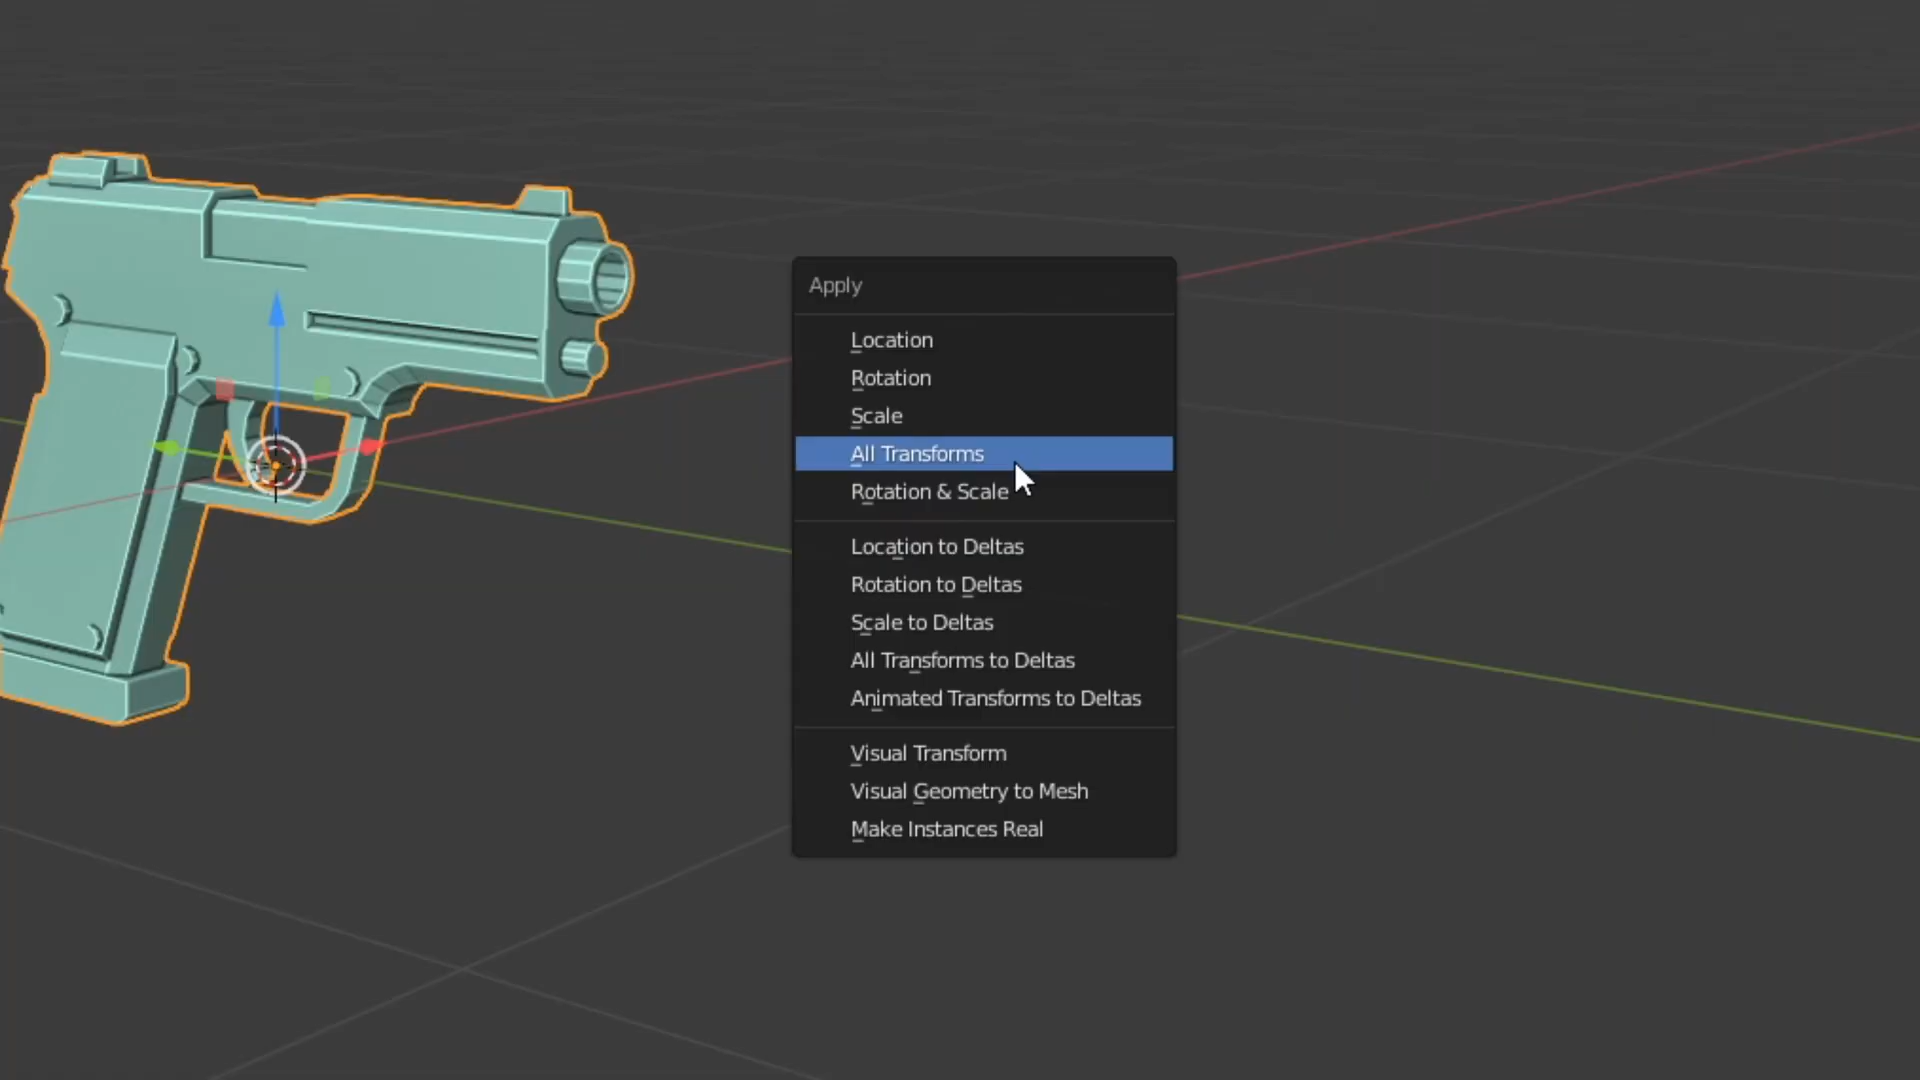 Apply
Location
Rotation
Scale
All Transforms
Rotation & Scale
Location to Deltas
Rotation to Deltas
Scale to Deltas
All Transforms to Deltas
Animated Transforms to Deltas
Visual Transform
Visual Geometry to Mesh
Make Instances Real